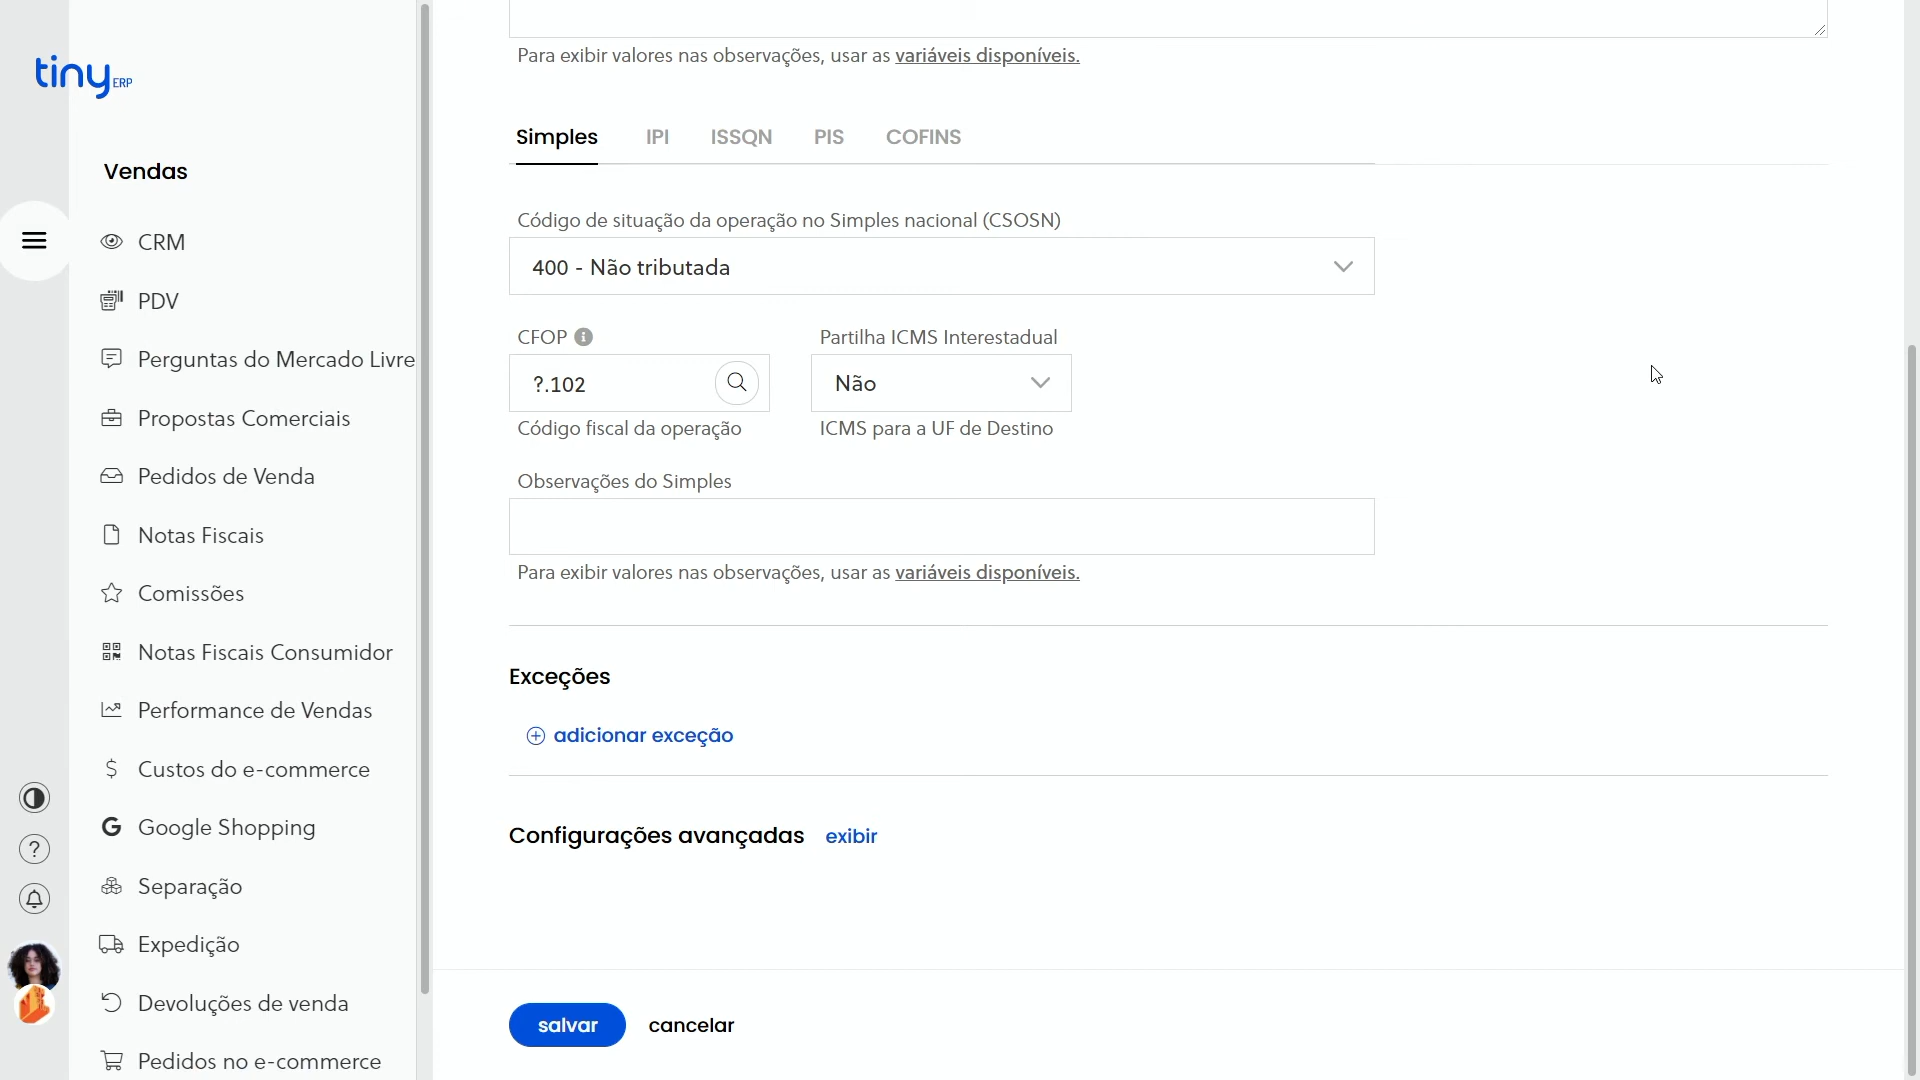 tiny ERP
Vendas
CRM
PDV
Perguntas do Mercado Livre
Propostas Comerciais
Pedidos de Venda
Notas Fiscais
Comissões
Notas Fiscais Consumidor
Performance de Vendas
Custos do e-commerce
Google Shopping
Separação
Expedição
Devoluções de venda
Pedidos no e-commerce
Para exibir valores nas observações, usar as variáveis disponíveis.
Simples IPI ISSQN PIS COFINS
Código de situação da operação no Simples nacional (CSOSN)
400 - Não tributada
CFOP Partilha ICMS Interestadual
?.102 Não
Código fiscal da operação ICMS para a UF de Destino
Observações do Simples
Para exibir valores nas observações, usar as variáveis disponíveis.
Exceções
adicionar exceção
Configurações avançadas exibir
salvar cancelar